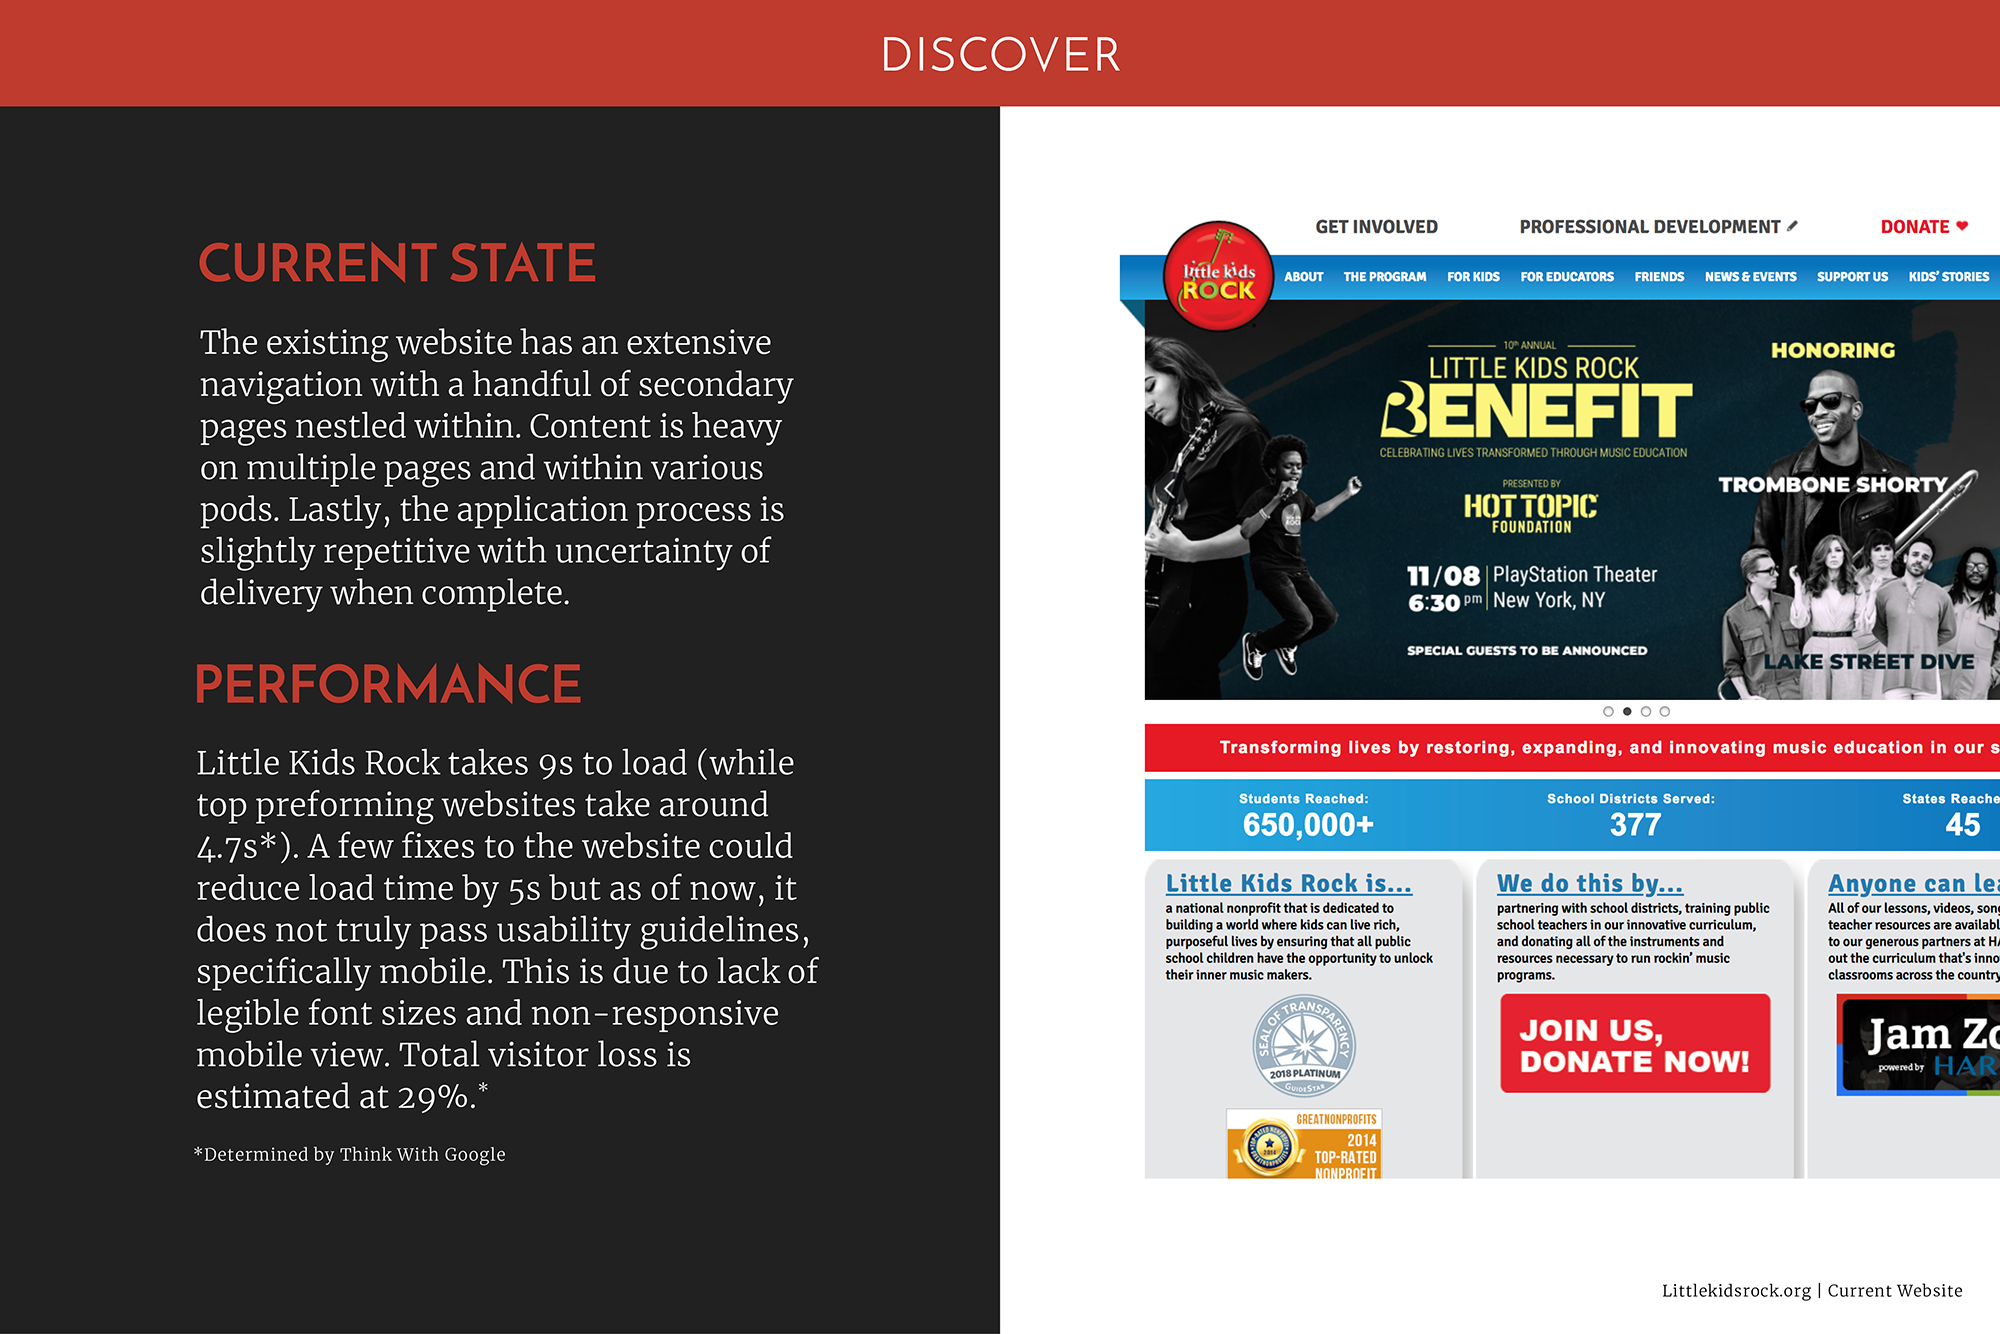 DISCOVER
CURRENT STATE
The existing website has an extensive
navigation with a handful of secondary
pages nestled within. Content is heavy
on multiple pages and within various
pods. Lastly, the application process is
slightly repetitive with uncertainty of
delivery when complete.
PERFORMANCE
Little Kids Rock takes 9s to load (while
top preforming websites take around
4.7s*). A few fixes to the website could
reduce load time by 5s but as of now, it
does not truly pass usability guidelines,
specifically mobile. This is due to lack of
legible font sizes and non-responsive
mobile view. Total visitor loss is
estimated at 29%.*
*Determined by Think With Google
GET INVOLVED PROFESSIONAL DEVELOPMENT DONATE
little kids
ROCK
ABOUT THE PROGRAM FOR KIDS FOR EDUCATORS FRIENDS NEWS & EVENTS SUPPORT US KIDS' STORIES
10th ANNUAL
LITTLE KIDS ROCK
BENEFIT
CELEBRATING LIVES TRANSFORMED THROUGH MUSIC EDUCATION
PRESENTED BY
HOT TOPIC
FOUNDATION
11/08 PlayStation Theater
6:30 pm New York, NY
SPECIAL GUESTS TO BE ANNOUNCED
HONORING
TROMBONE SHORTY
LAKE STREET DIVE
Transforming lives by restoring, expanding, and innovating music education in our s
Students Reached:
650,000+
School Districts Served:
377
States Reache
45
Little Kids Rock is...
a national nonprofit that is dedicated to
building a world where kids can live rich,
purposeful lives by ensuring that all public
school children have the opportunity to unlock
their inner music makers.
SEAL OF TRANSPARENCY
2018 PLATINUM
GUIDESTAR
GREATNONPROFITS
2014
TOP-RATED
NONPROFIT
We do this by...
partnering with school districts, training public
school teachers in our innovative curriculum,
and donating all of the instruments and
resources necessary to run rockin' music
programs.
JOIN US,
DONATE NOW!
Anyone can lea
All of our lessons, videos, song
teacher resources are availabl
to our generous partners at HA
out the curriculum that's inno
classrooms across the country
Jam Zo
powered by HAR
Littlekidsrock.org | Current Website